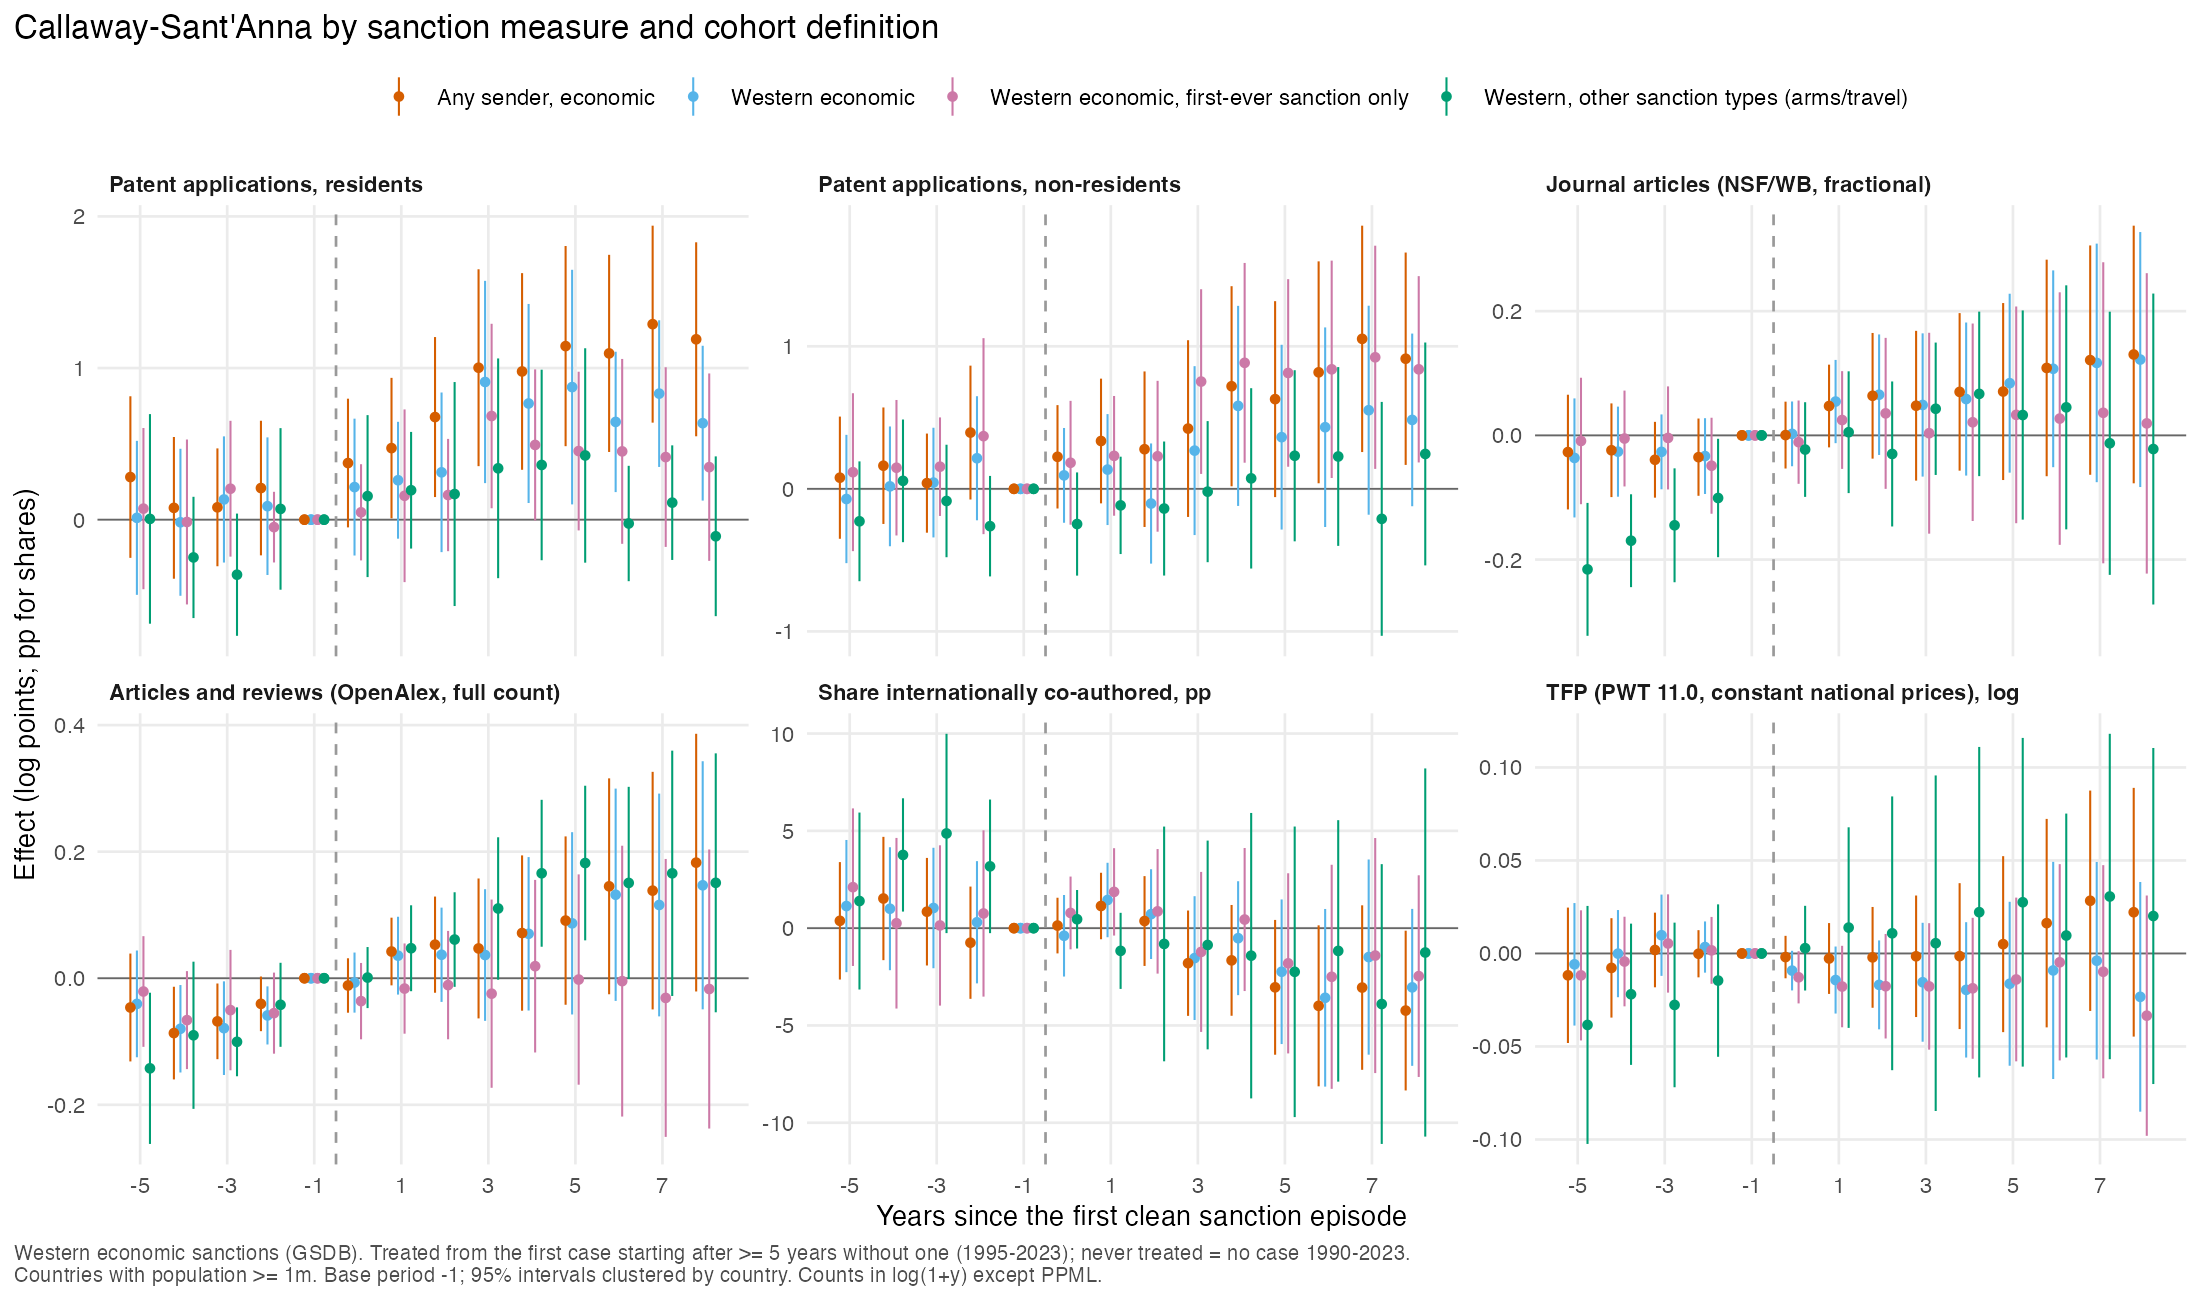 Callaway-Sant'Anna by sanction measure and cohort definition
Any sender, economic
Western economic
Western economic, first-ever sanction only
Western, other sanction types (arms/travel)
Effect (log points; pp for shares)
Patent applications, residents
2
1
0
Patent applications, non-residents
1
0
-1
Journal articles (NSF/WB, fractional)
0.2
0.0
-0.2
Articles and reviews (OpenAlex, full count)
0.4
0.2
0.0
-0.2
-5 -3 -1 1 3 5 7
Share internationally co-authored, pp
10
5
0
-5
-10
-5 -3 -1 1 3 5 7
TFP (PWT 11.0, constant national prices), log
0.10
0.05
0.00
-0.05
-0.10
-5 -3 -1 1 3 5 7
Years since the first clean sanction episode
Western economic sanctions (GSDB). Treated from the first case starting after >= 5 years without one (1995-2023); never treated = no case 1990-2023.
Countries with population >= 1m. Base period -1; 95% intervals clustered by country. Counts in log(1+y) except PPML.